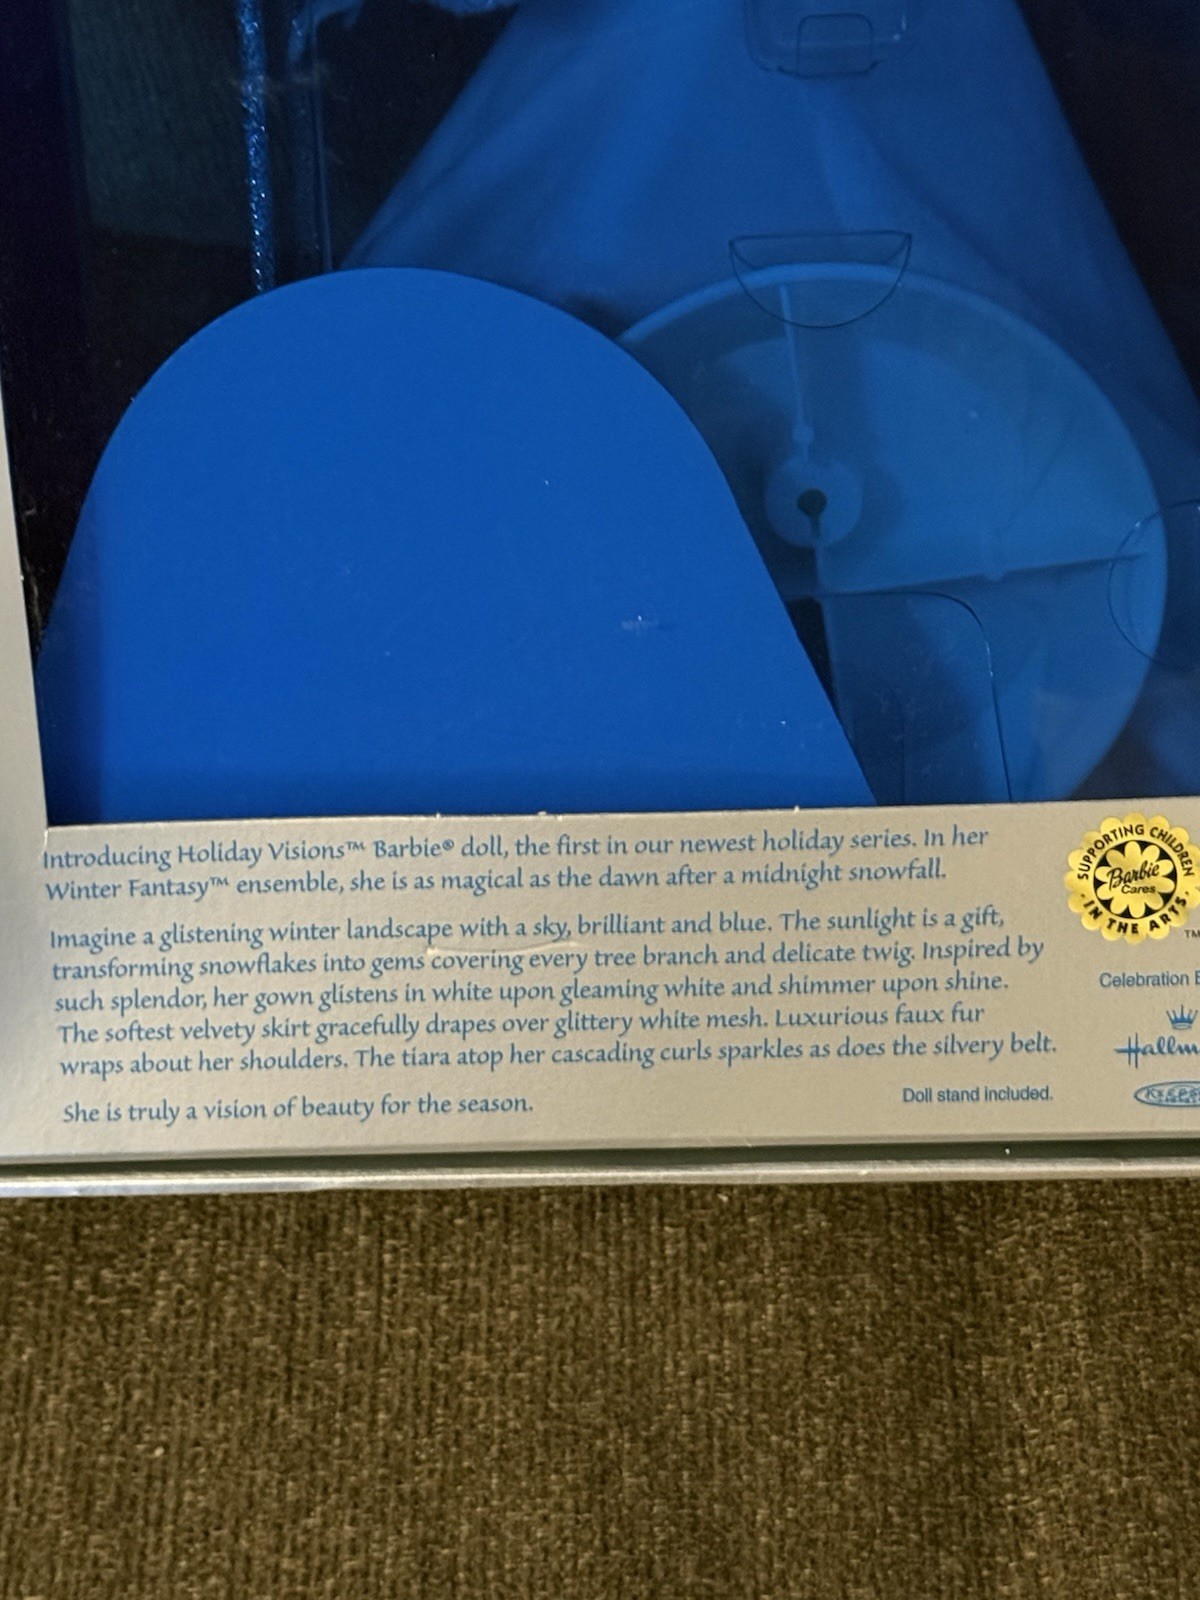 Introducing Holiday Visions™ Barbie® doll, the first in our newest holiday series. In her
Winter Fantasy™ ensemble, she is as magical as the dawn after a midnight snowfall.
Imagine a glistening winter landscape with a sky, brilliant and blue. The sunlight is a gift,
transforming snowflakes into gems covering every tree branch and delicate twig. Inspired by
such splendor, her gown glistens in white upon gleaming white and shimmer upon shine.
The softest velvety skirt gracefully drapes over glittery white mesh. Luxurious faux fur
wraps about her shoulders. The tiara atop her cascading curls sparkles as does the silvery belt.
She is truly a vision of beauty for the season.
Doll stand included.
SUPPORTING CHILDREN
Barbie
Cares
IN THE ARTS
TM
Celebration